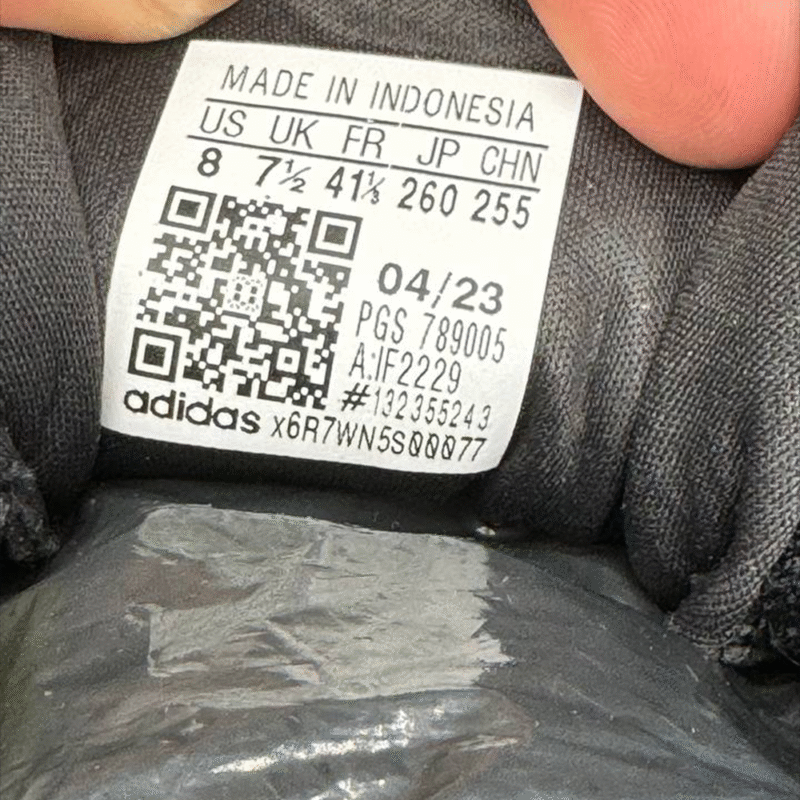 MADE IN INDONESIA
US UK FR JP CHN
8 7½ 41⅓ 260 255
04/23
PGS 789005
A:IF2229
#132355243
adidas X6R7WN5S00077